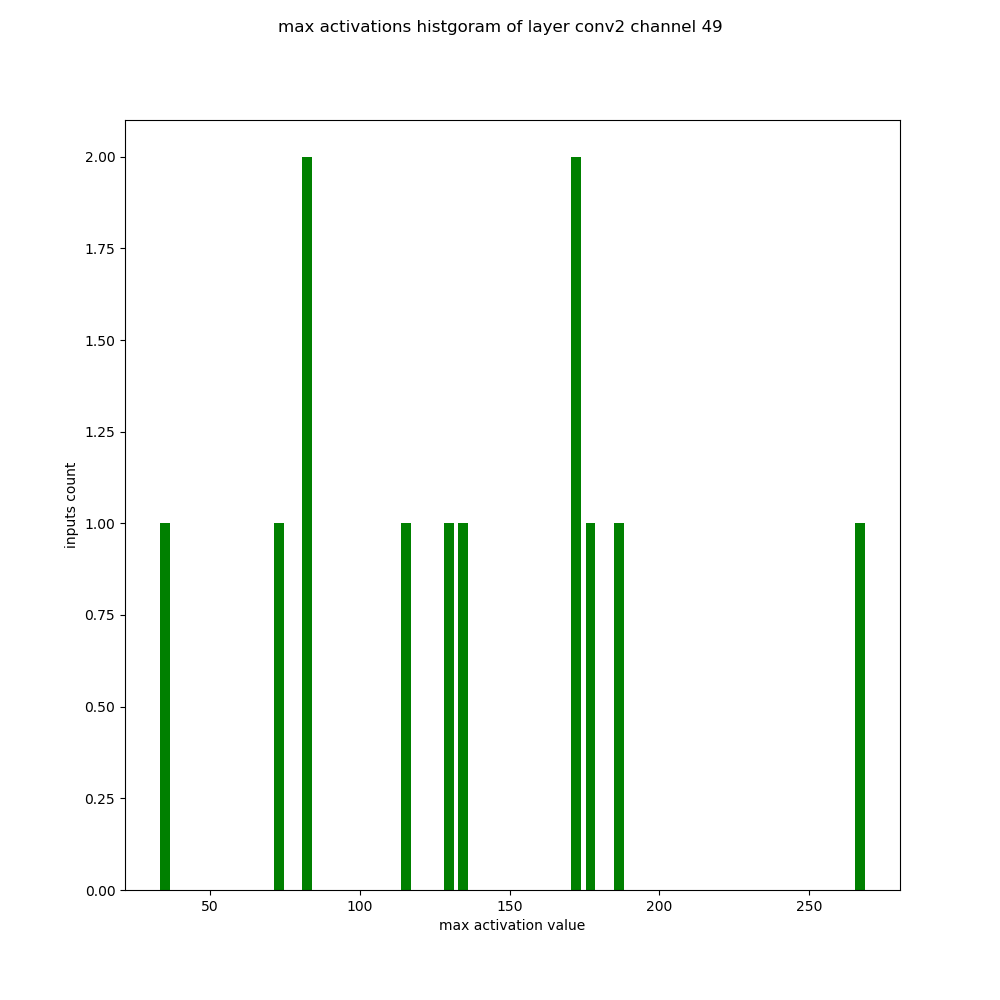 max activations histgoram of layer conv2 channel 49
2.00
1.75
1.50
1.25
1.00
0.75
0.50
0.25
0.00
inputs count
50 100 150 200 250
max activation value